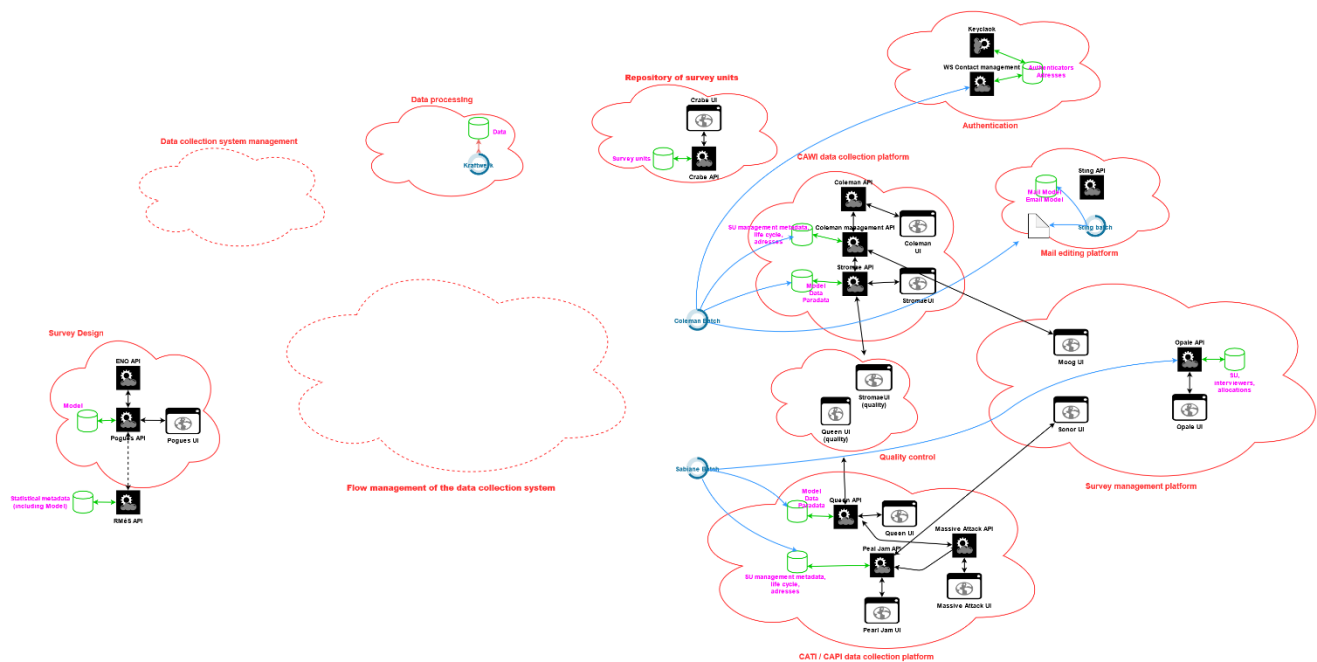 Keycloak
WS Contact management
Authenticators
Adresses
Authentication
Repository of survey units
Crabe UI
Survey units
Crabe API
Data processing
Data
Kraftwerk
Data collection system management
CAWI data collection platform
Coleman API
SU management metadata,
life cycle,
adresses
Coleman management API
Coleman
UI
Stromae API
Model
Data
Paradata
StromaeUI
Coleman Batch
Sting API
Mail Model
Email Model
Sting batch
Mail editing platform
Survey Design
ENO API
Model
Pogues API
Pogues UI
Statistical metadata
(including Model)
RMéS API
Flow management of the data collection system
StromaeUI
(quality)
Queen UI
(quality)
Quality control
Moog UI
Opale API
SU,
interviewers,
allocations
Sonor UI
Opale UI
Survey management platform
Sabiane Batch
Model
Data
Paradata
Queen API
Queen UI
Massive Attack API
Peal Jam API
SU management metadata,
life cycle,
adresses
Massive Attack UI
Pearl Jam UI
CATI / CAPI data collection platform